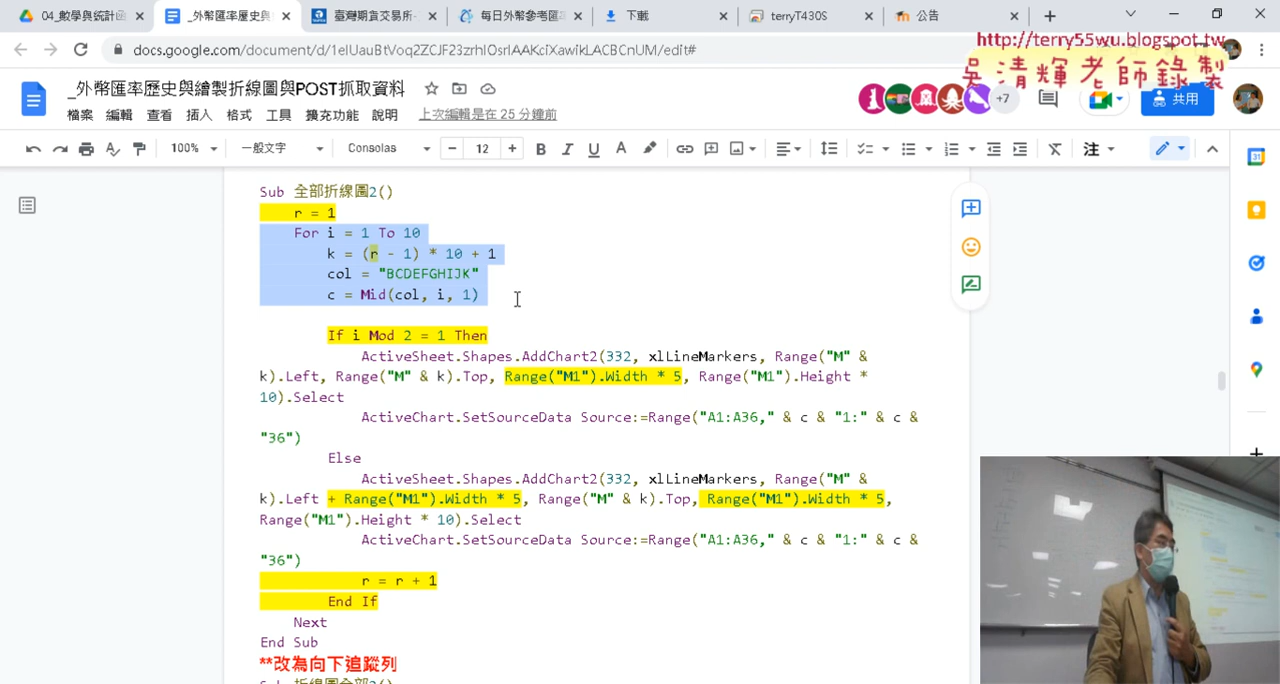 04_數學與統計函
_外幣匯率歷史與
臺灣期貨交易所-
每日外幣參考匯
下載
terryT430S
公告
docs.google.com/document/d/1elUauBtVoq2ZCJF23zrhIOsrlAAKciXawikLACBCnUM/edit#
http://terry55wu.blogspot.tw
吳清輝老師錄製
_外幣匯率歷史與繪製折線圖與POST抓取資料
檔案 編輯 查看 插入 格式 工具 擴充功能 說明 上次編輯是在 25 分鐘前
+7
共用
100% 一般文字 Consolas 12 注
Sub 全部折線圖2()
r = 1
For i = 1 To 10
k = (r - 1) * 10 + 1
col = "BCDEFGHIJK"
c = Mid(col, i, 1)
If i Mod 2 = 1 Then
ActiveSheet.Shapes.AddChart2(332, xlLineMarkers, Range("M" &
k).Left, Range("M" & k).Top, Range("M1").Width * 5, Range("M1").Height *
10).Select
ActiveChart.SetSourceData Source:=Range("A1:A36," & c & "1:" & c &
"36")
Else
ActiveSheet.Shapes.AddChart2(332, xlLineMarkers, Range("M" &
k).Left + Range("M1").Width * 5, Range("M" & k).Top, Range("M1").Width * 5,
Range("M1").Height * 10).Select
ActiveChart.SetSourceData Source:=Range("A1:A36," & c & "1:" & c &
"36")
r = r + 1
End If
Next
End Sub
**改為向下追蹤列
Sub 折線圖全部2()